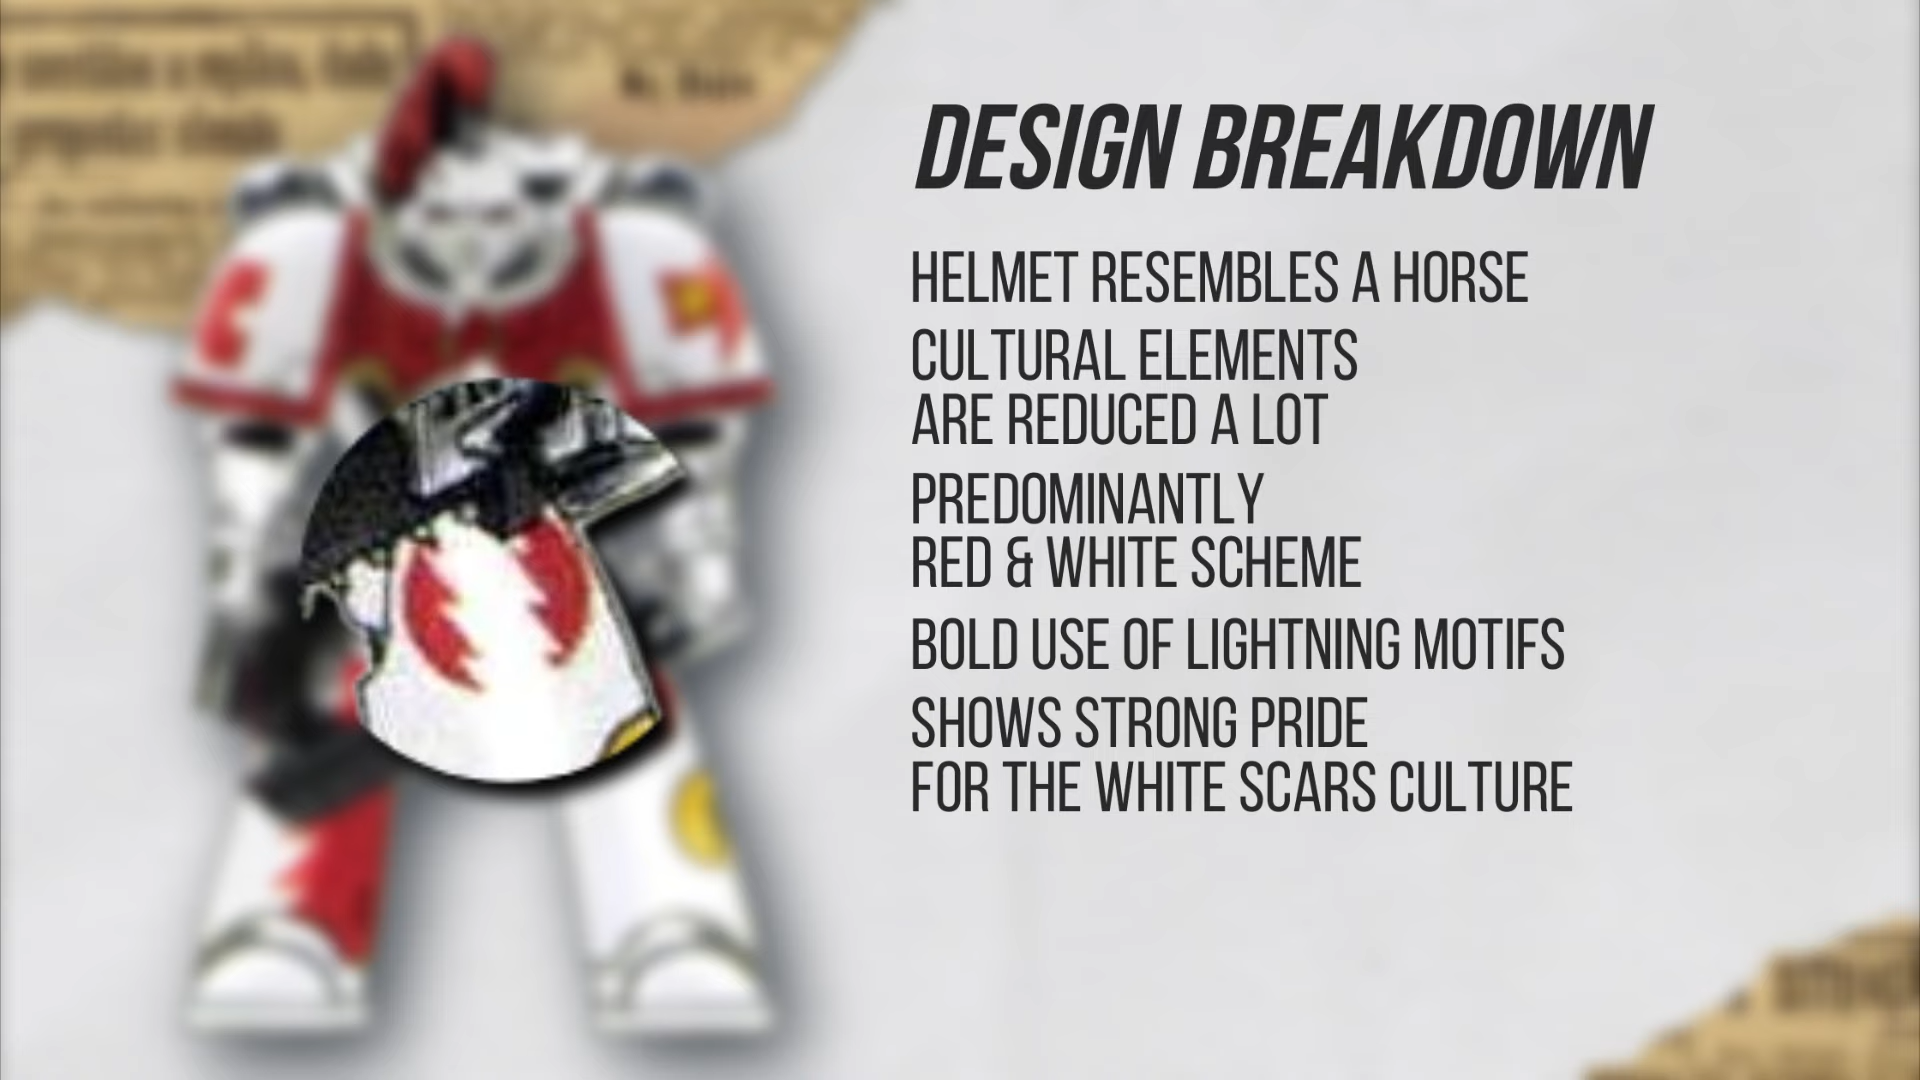 DESIGN BREAKDOWN
HELMET RESEMBLES A HORSE
CULTURAL ELEMENTS
ARE REDUCED A LOT
PREDOMINANTLY
RED & WHITE SCHEME
BOLD USE OF LIGHTNING MOTIFS
SHOWS STRONG PRIDE
FOR THE WHITE SCARS CULTURE